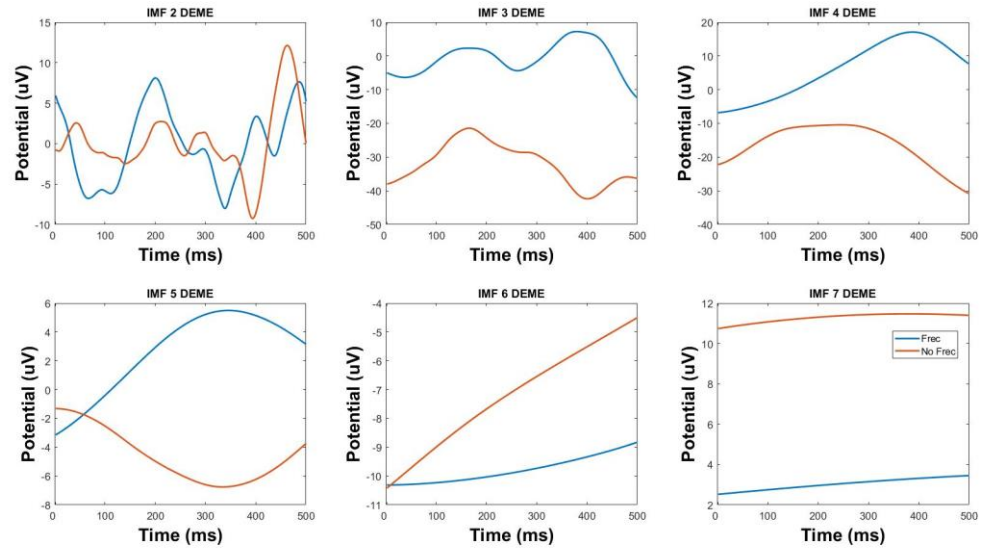 IMF 2 DEME
15
10
5
0
-5
-10
Potential (uV)
0 100 200 300 400 500
Time (ms)
IMF 3 DEME
10
0
-10
-20
-30
-40
-50
Potential (uV)
0 100 200 300 400 500
Time (ms)
IMF 4 DEME
20
10
0
-10
-20
-30
-40
Potential (uV)
0 100 200 300 400 500
Time (ms)
IMF 5 DEME
6
4
2
0
-2
-4
-6
-8
Potential (uV)
0 100 200 300 400 500
Time (ms)
IMF 6 DEME
-4
-5
-6
-7
-8
-9
-10
-11
Potential (uV)
0 100 200 300 400 500
Time (ms)
IMF 7 DEME
12
10
8
6
4
2
Potential (uV)
Frec
No Frec
0 100 200 300 400 500
Time (ms)